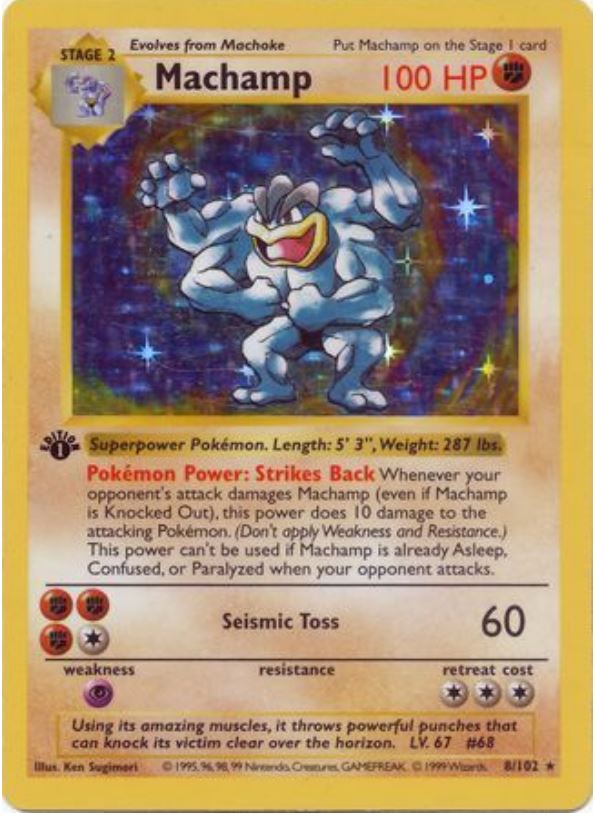 STAGE 2
Evolves from Machoke
Put Machamp on the Stage 1 card
Machamp
100 HP
EDITION
1
Superpower Pokémon. Length: 5' 3", Weight: 287 lbs.
Pokémon Power: Strikes Back Whenever your
opponent's attack damages Machamp (even if Machamp
is Knocked Out), this power does 10 damage to the
attacking Pokémon. (Don't apply Weakness and Resistance.)
This power can't be used if Machamp is already Asleep,
Confused, or Paralyzed when your opponent attacks.
Seismic Toss
60
weakness
resistance
retreat cost
Using its amazing muscles, it throws powerful punches that
can knock its victim clear over the horizon. LV. 67 #68
Illus. Ken Sugimori
© 1995, 96, 98, 99 Nintendo, Creatures, GAMEFREAK. © 1999 Wizards.
8/102 ★